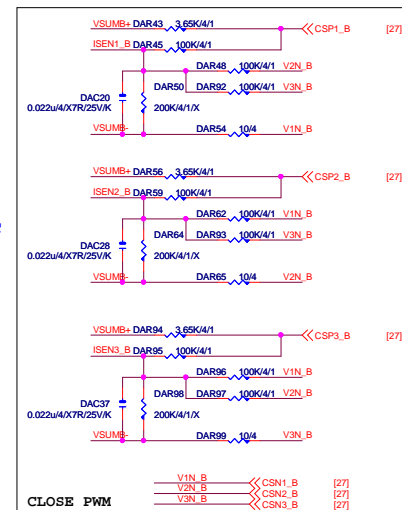 VSUMB+ DAR43 3.65K/4/1 CSP1_B [27]
ISEN1_B DAR45 100K/4/1
DAR48 100K/4/1 V2N_B
DAC20 DAR50 DAR92 100K/4/1 V3N_B
0.022u/4/X7R/25V/K 200K/4/1/X
VSUMB- DAR54 10/4 V1N_B
VSUMB+ DAR56 3.65K/4/1 CSP2_B [27]
ISEN2_B DAR59 100K/4/1
DAR62 100K/4/1 V1N_B
DAC28 DAR64 DAR93 100K/4/1 V3N_B
0.022u/4/X7R/25V/K 200K/4/1/X
VSUMB- DAR65 10/4 V2N_B
VSUMB+ DAR94 3.65K/4/1 CSP3_B [27]
ISEN3_B DAR95 100K/4/1
DAR96 100K/4/1 V1N_B
DAC37 DAR98 DAR97 100K/4/1 V2N_B
0.022u/4/X7R/25V/K 200K/4/1/X
VSUMB- DAR99 10/4 V3N_B
V1N_B CSN1_B [27]
V2N_B CSN2_B [27]
V3N_B CSN3_B [27]
CLOSE PWM